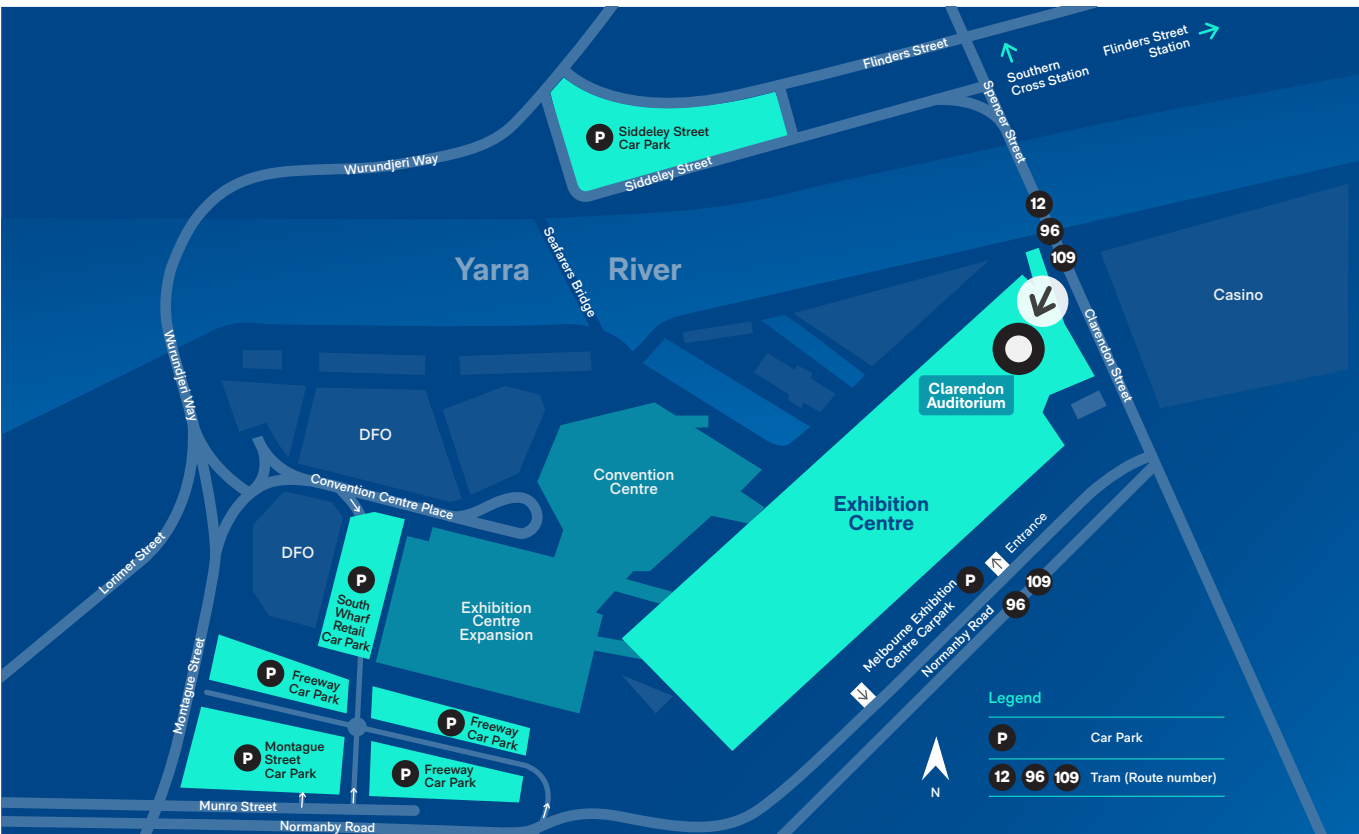 Flinders Street
Flinders Street
Station
Southern
Cross Station
Spencer Street
P
Siddeley Street
Car Park
Siddeley Street
Wurundjeri Way
12
96
109
Seafarers Bridge
Yarra
River
Casino
Clarendon Street
Wurundjeri Way
Clarendon
Auditorium
DFO
Convention
Centre
Convention Centre Place
Exhibition
Centre
DFO
Lorimer Street
P
South
Wharf
Retail
Car Park
Exhibition
Centre
Expansion
Entrance
P
Melbourne Exhibition
Centre Carpark
109
96
Normanby Road
Montague Street
P
Freeway
Car Park
P
Freeway
Car Park
P
Montague
Street
Car Park
P
Freeway
Car Park
Munro Street
Normanby Road
N
Legend
P
Car Park
12 96 109 Tram (Route number)